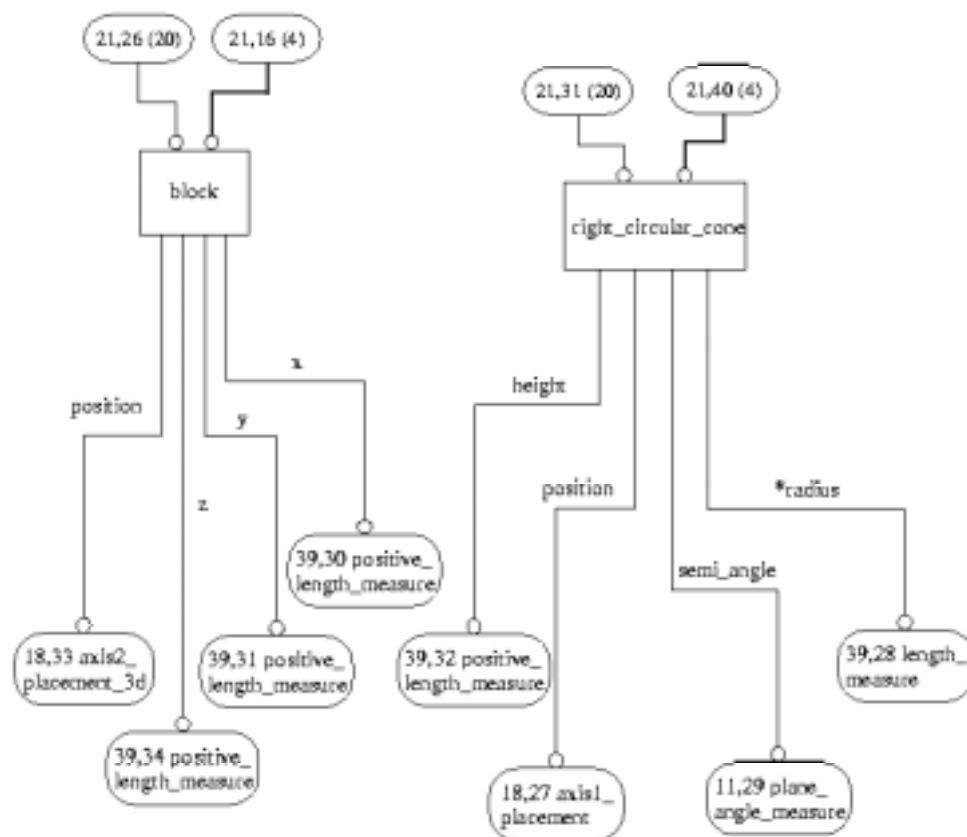 21,26 (20)
21,16 (4)
21,31 (20)
21,40 (4)
block
right_circular_cone
x
height
position
y
position
*radius
z
39,30 positive_
length_measure
semi_angle
18,33 axis2_
placement_3d
39,31 positive_
length_measure
39,32 positive_
length_measure
39,28 length_
measure
39,34 positive_
length_measure
18,27 axis1_
placement
11,29 plane_
angle_measure